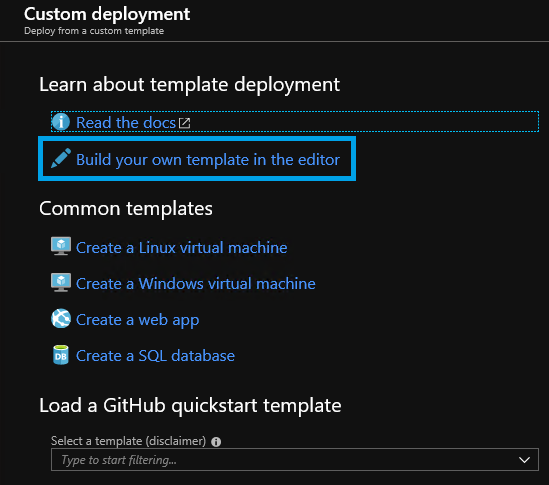 Custom deployment
Deploy from a custom template
Learn about template deployment
Read the docs
Build your own template in the editor
Common templates
Create a Linux virtual machine
Create a Windows virtual machine
Create a web app
DB Create a SQL database
Load a GitHub quickstart template
Select a template (disclaimer)
Type to start filtering...